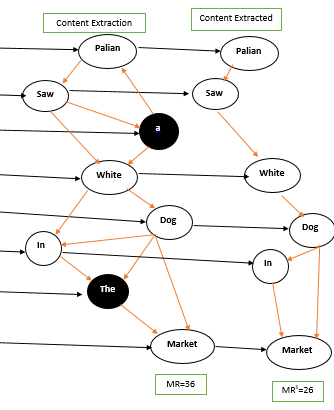 Content Extraction
Content Extracted
Palian
Palian
Saw
Saw
a
White
White
Dog
Dog
In
In
The
Market
Market
MR=36
MRˢ=26